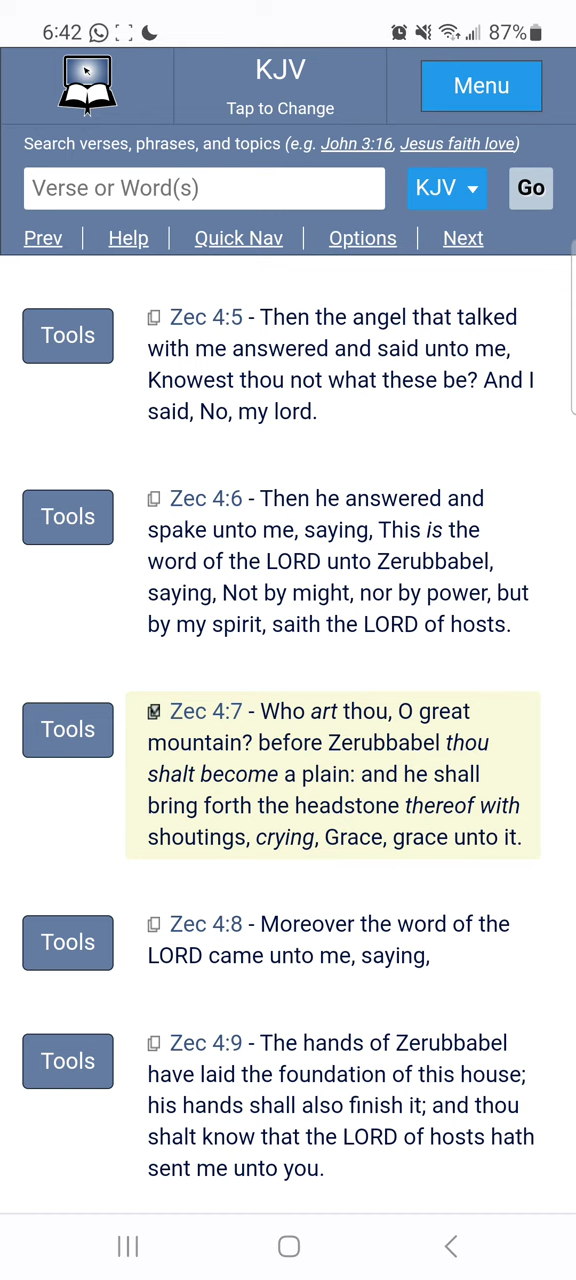 6:42 87%
KJV
Tap to Change
Menu
Search verses, phrases, and topics (e.g. John 3:16, Jesus faith love)
Verse or Word(s) KJV Go
Prev Help Quick Nav Options Next
Tools
Zec 4:5 - Then the angel that talked
with me answered and said unto me,
Knowest thou not what these be? And I
said, No, my lord.
Tools
Zec 4:6 - Then he answered and
spake unto me, saying, This is the
word of the LORD unto Zerubbabel,
saying, Not by might, nor by power, but
by my spirit, saith the LORD of hosts.
Tools
Zec 4:7 - Who art thou, O great
mountain? before Zerubbabel thou
shalt become a plain: and he shall
bring forth the headstone thereof with
shoutings, crying, Grace, grace unto it.
Tools
Zec 4:8 - Moreover the word of the
LORD came unto me, saying,
Tools
Zec 4:9 - The hands of Zerubbabel
have laid the foundation of this house;
his hands shall also finish it; and thou
shalt know that the LORD of hosts hath
sent me unto you.